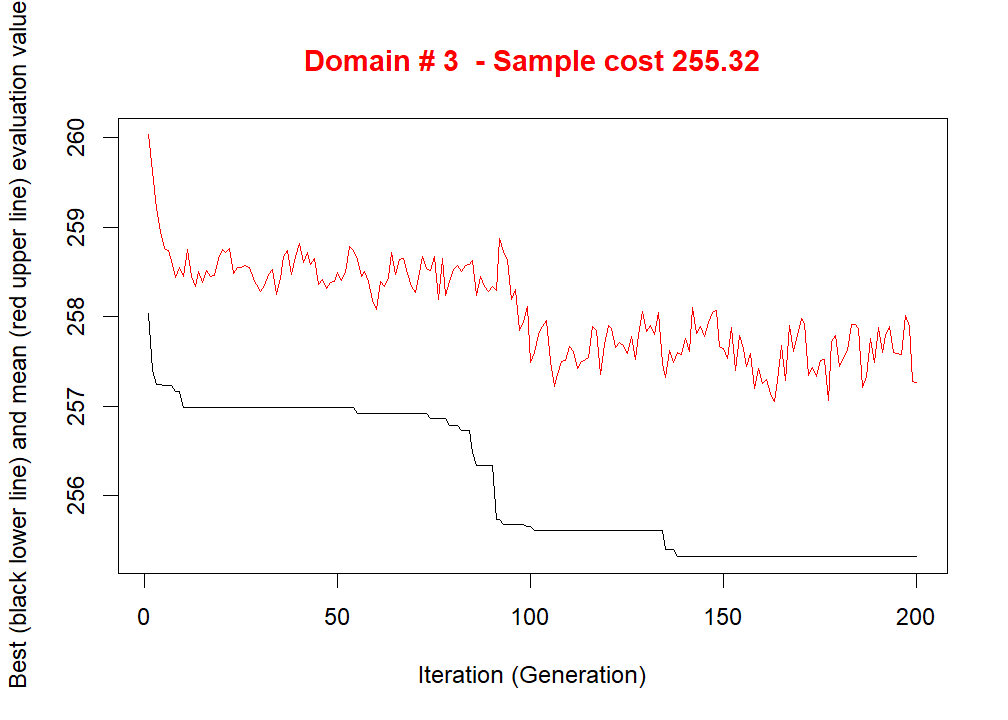 Domain # 3  - Sample cost 255.32
Best (black lower line) and mean (red upper line) evaluation value
260
259
258
257
256
0 50 100 150 200
Iteration (Generation)